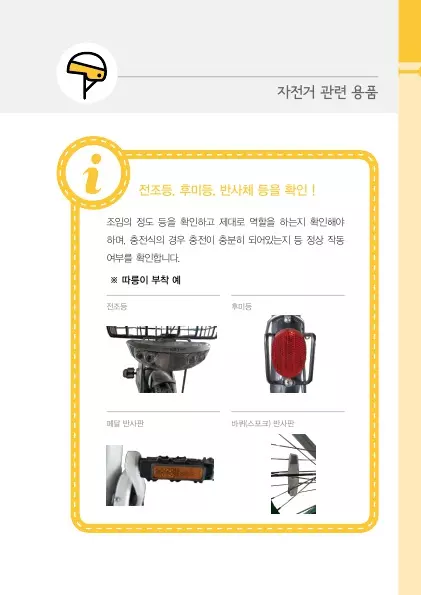 자전거 관련 용품
i
전조등, 후미등, 반사체 등을 확인 !
조임의 정도 등을 확인하고 제대로 역할을 하는지 확인해야
하며, 충전식의 경우 충전이 충분히 되어있는지 등 정상 작동
여부를 확인합니다.
※ 따릉이 부착 예
전조등
후미등
페달 반사판
바퀴(스포크) 반사판